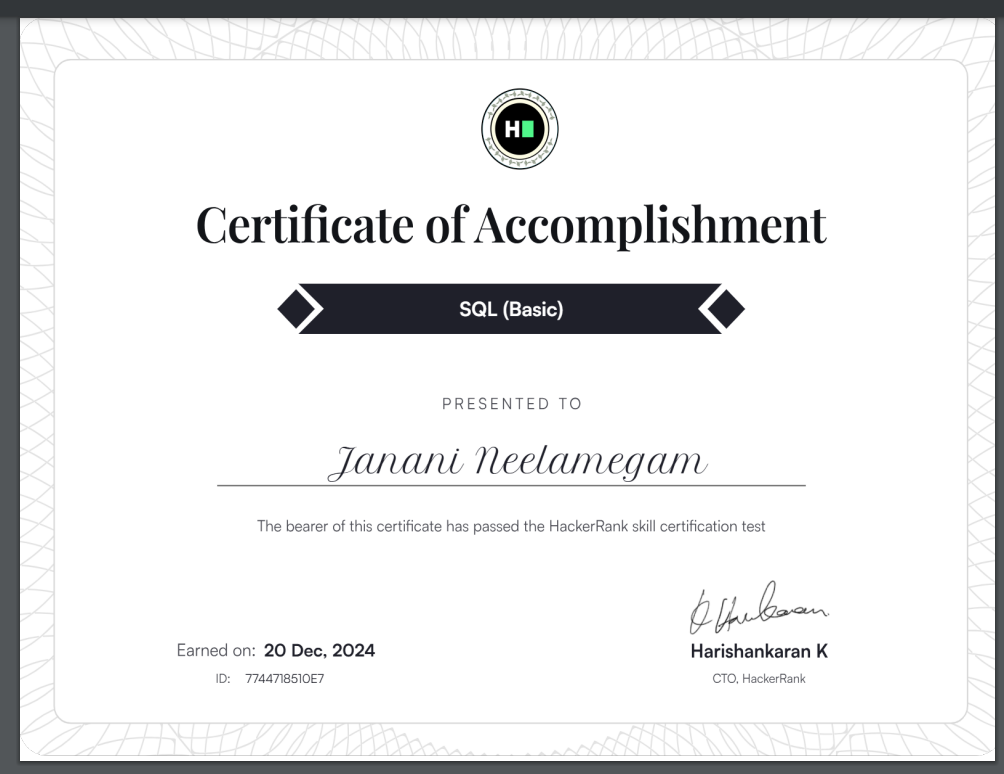 H
Certificate of Accomplishment
SQL (Basic)
PRESENTED TO
Janani Neelamegam
The bearer of this certificate has passed the HackerRank skill certification test
Earned on: 20 Dec, 2024
ID: 7744718510E7
Harishankaran K
CTO, HackerRank